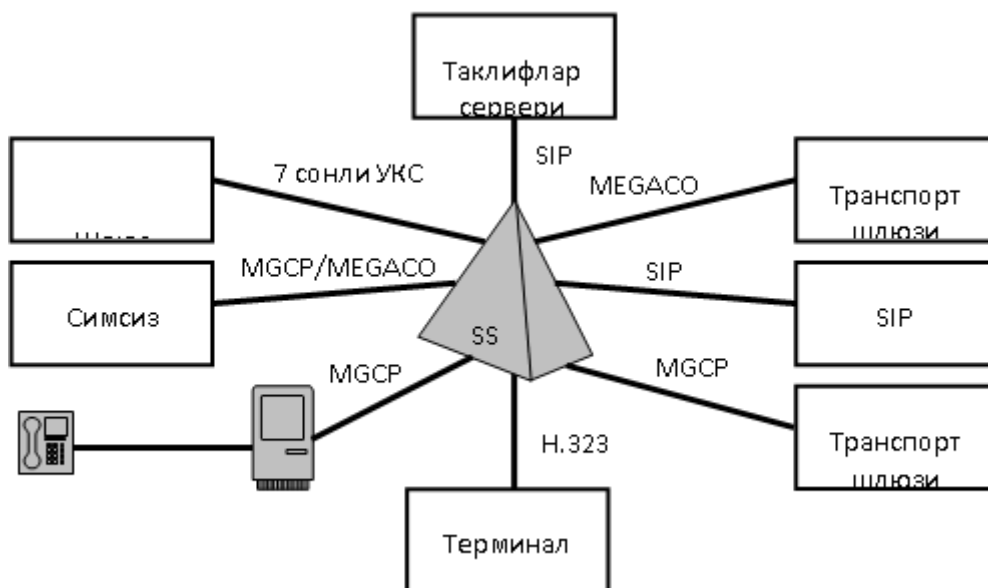 Таклифлар
сервери
SIP
7 сонли УКС
MEGACO
Транспорт
шлюзи
MGCP/MEGACO
SIP
Симсиз
SS
SIP
MGCP
MGCP
H.323
Транспорт
шлюзи
Терминал